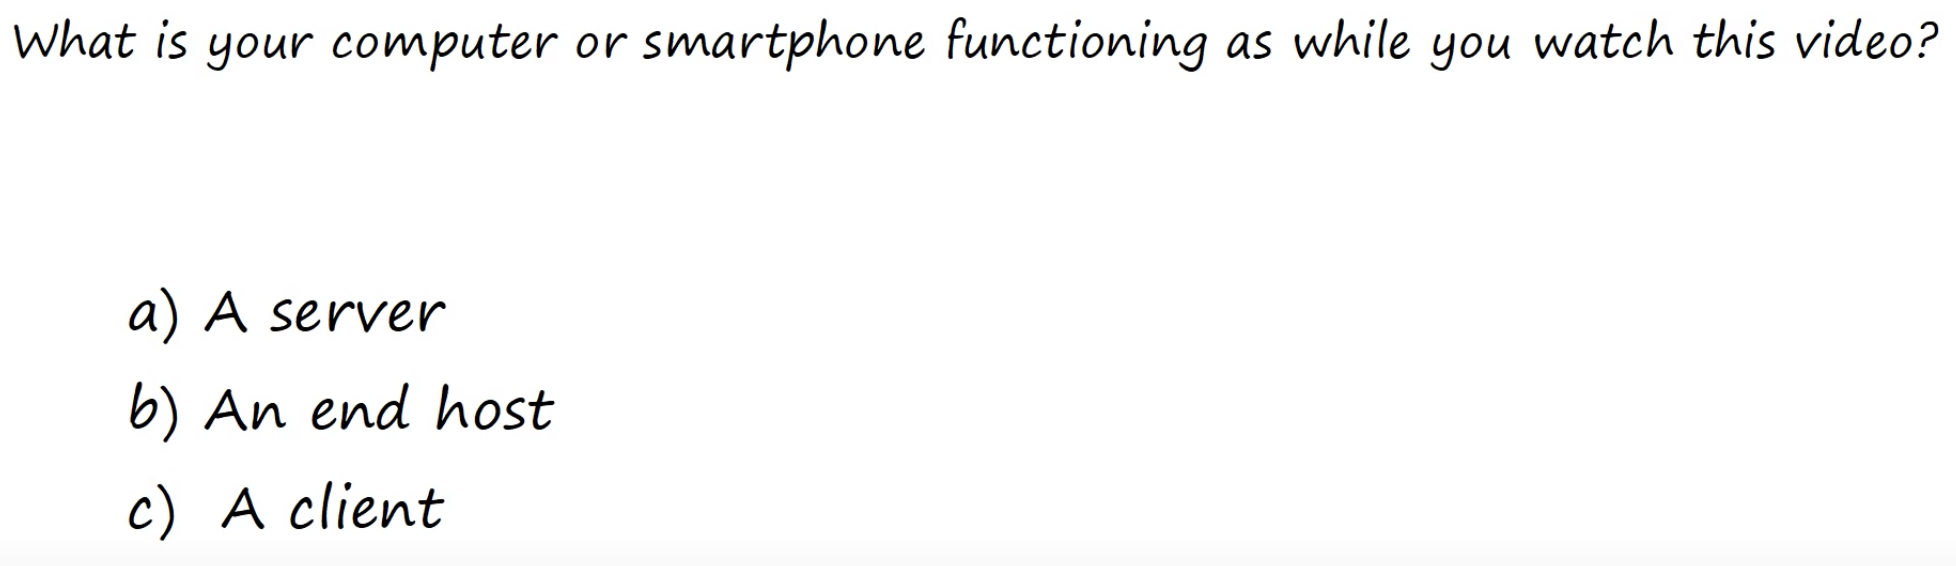 What is your computer or smartphone functioning as while you watch this video?
a) A server
b) An end host
c) A client